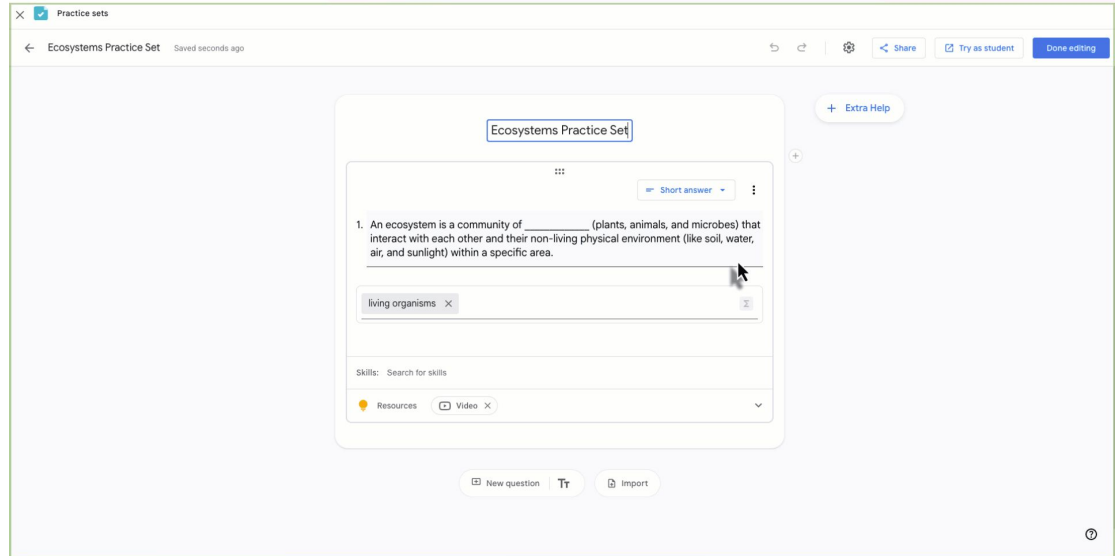 Practice sets
Ecosystems Practice Set Saved seconds ago Share Try as student Done editing
Extra Help
Ecosystems Practice Set
Short answer
1. An ecosystem is a community of ____________ (plants, animals, and microbes) that
interact with each other and their non-living physical environment (like soil, water,
air, and sunlight) within a specific area.
living organisms
Skills: Search for skills
Resources Video
New question Tт Import